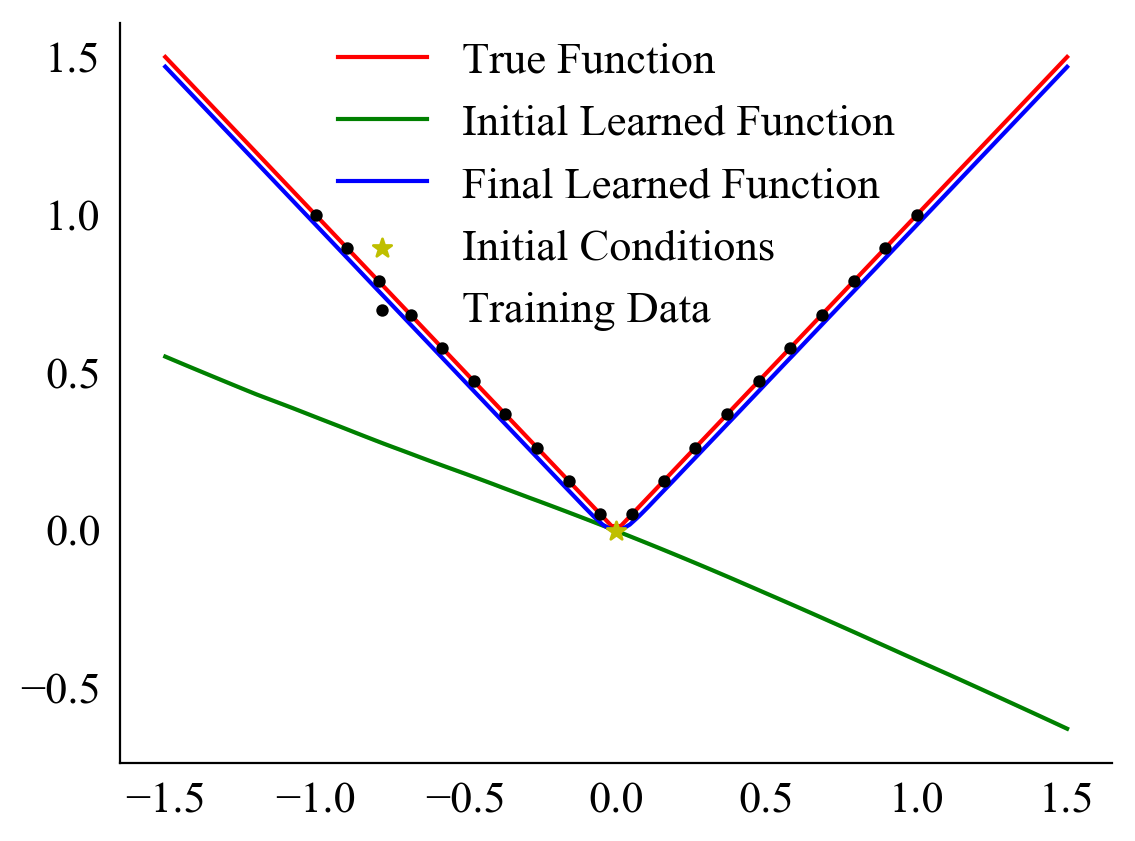 1.5
1.0
0.5
0.0
−0.5
True Function
Initial Learned Function
Final Learned Function
Initial Conditions
Training Data
−1.5 −1.0 −0.5 0.0 0.5 1.0 1.5